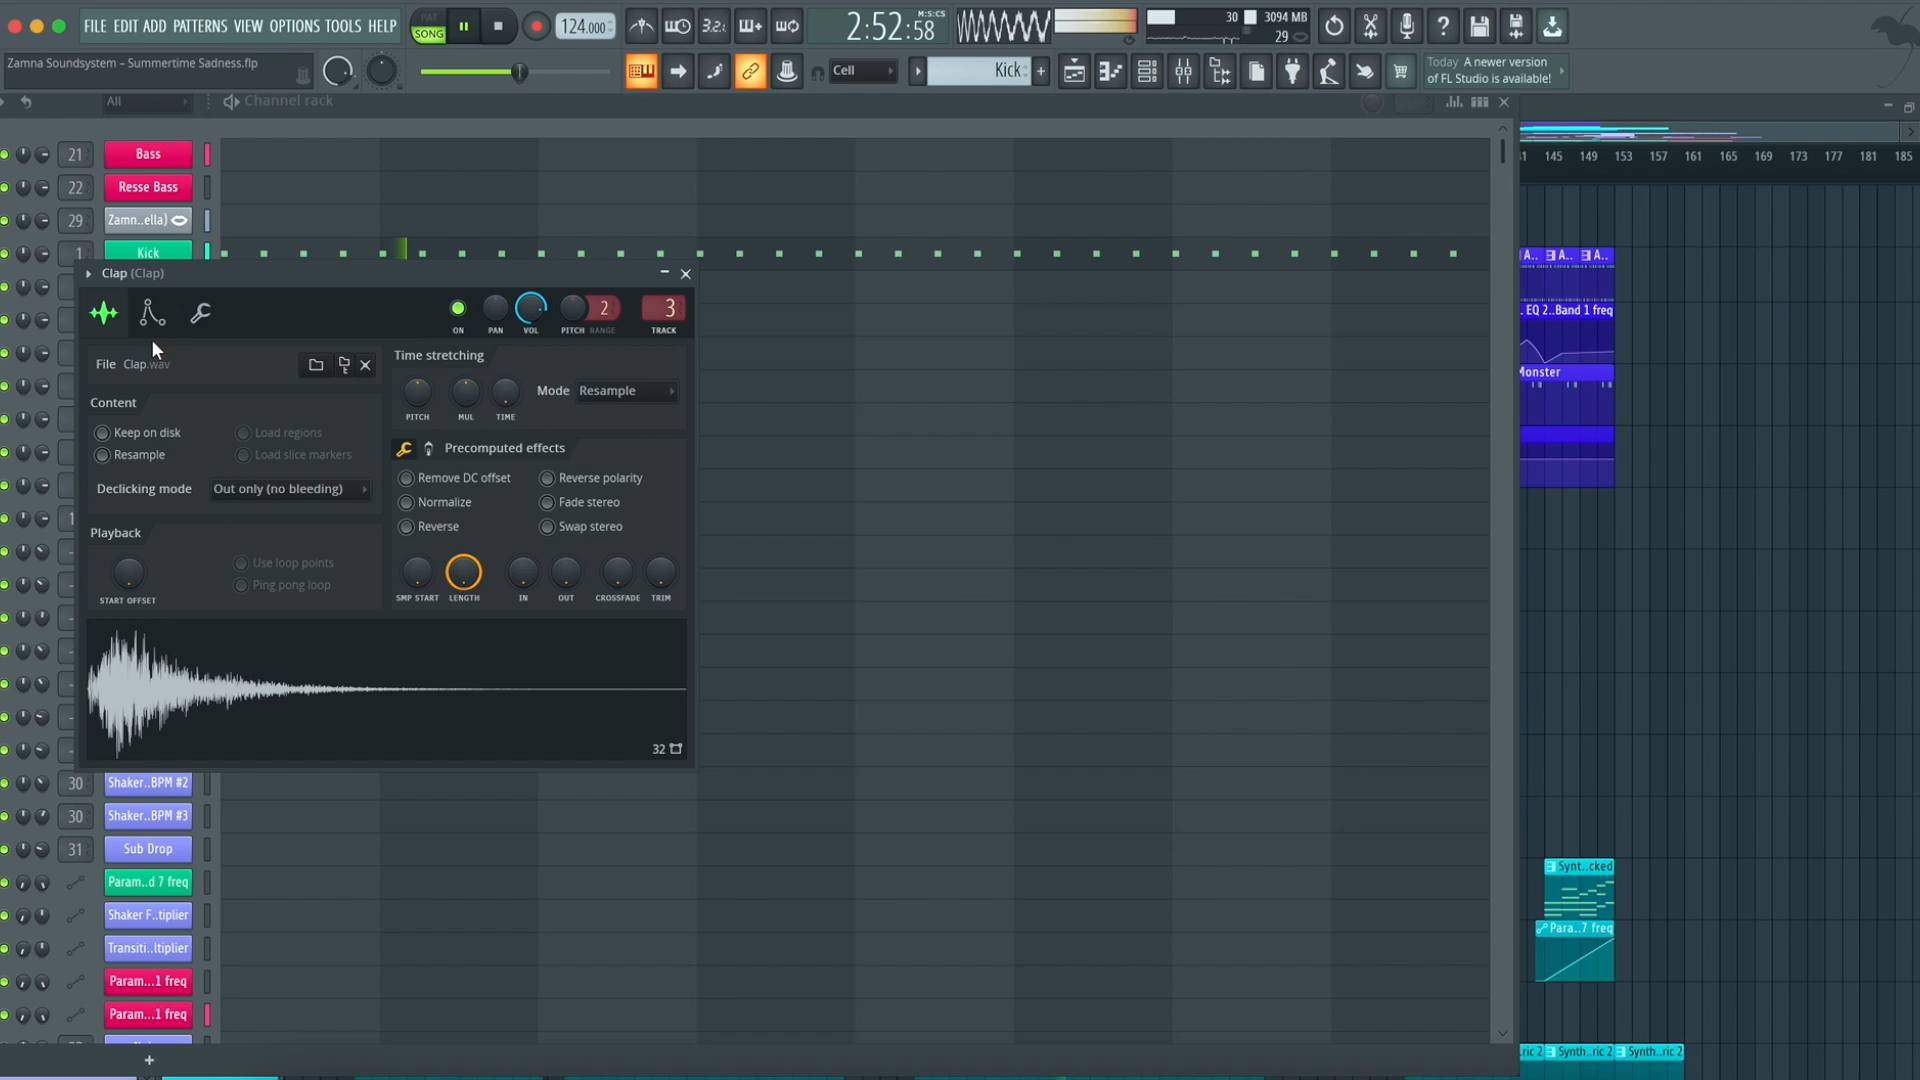 FILE EDIT ADD PATTERNS VIEW OPTIONS TOOLS HELP
PAT
SONG
124.000
3.2.
2:52:58
M:S:CS
30
3094 MB
29
Zamna Soundsystem – Summertime Sadness.flp
Cell
Kick
+
Today A newer version
of FL Studio is available!
All
Channel rack
145 149 153 157 161 165 169 173 177 181 185
21 Bass
22 Resse Bass
29 Zamn..ella)
1 Kick
Clap (Clap)
ON
PAN
VOL
PITCH RANGE
2
3
TRACK
File Clap.wav
Content
Keep on disk
Load regions
Resample
Load slice markers
Declicking mode Out only (no bleeding)
Playback
START OFFSET
Use loop points
Ping pong loop
Time stretching
PITCH
MUL
TIME
Mode Resample
Precomputed effects
Remove DC offset
Reverse polarity
Normalize
Fade stereo
Reverse
Swap stereo
SMP START
LENGTH
IN
OUT
CROSSFADE
TRIM
32
30 Shaker..BPM #2
30 Shaker..BPM #3
31 Sub Drop
Param..d 7 freq
Shaker F..tiplier
Transiti..ltiplier
Param...1 freq
Param...1 freq
+
A..
A..
A..
EQ 2..Band 1 freq
Monster
Synt..cked
Para..7 freq
ric 2
Synth..ric 2
Synth..ric 2